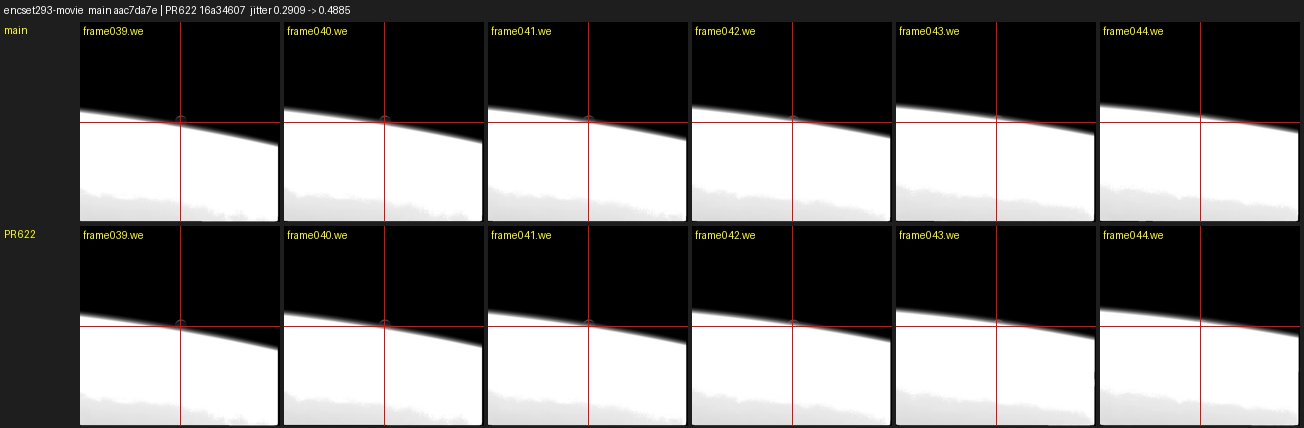 encset293-movie main aac7da7e | PR622 16a34607 jitter 0.2909 -> 0.4885
main
frame039.we frame040.we frame041.we frame042.we frame043.we frame044.we
PR622
frame039.we frame040.we frame041.we frame042.we frame043.we frame044.we